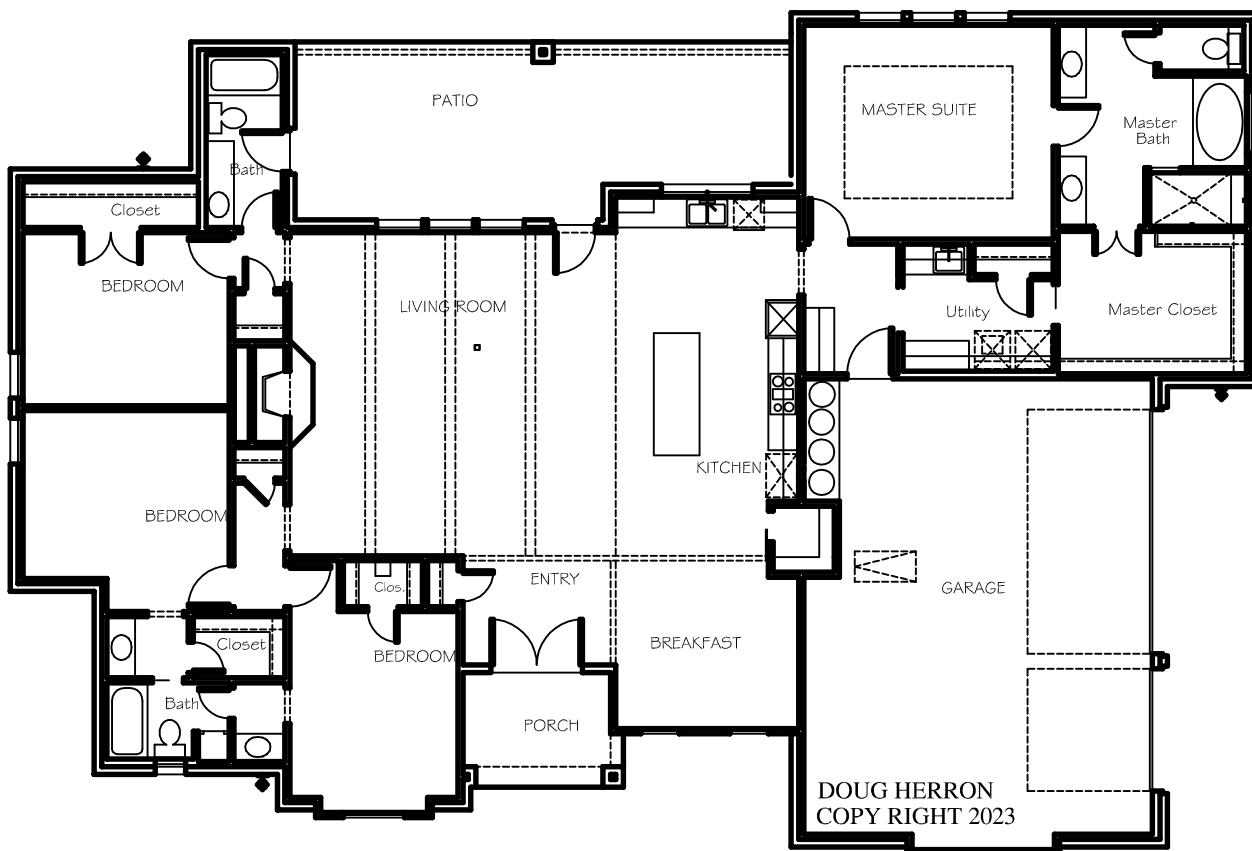 PATIO
MASTER SUITE
Master
Bath
Bath
Closet
BEDROOM
LIVING ROOM
Utility
Master Closet
KITCHEN
BEDROOM
ENTRY
Clos.
GARAGE
Closet
BEDROOM
BREAKFAST
Bath
PORCH
DOUG HERRON
COPY RIGHT 2023